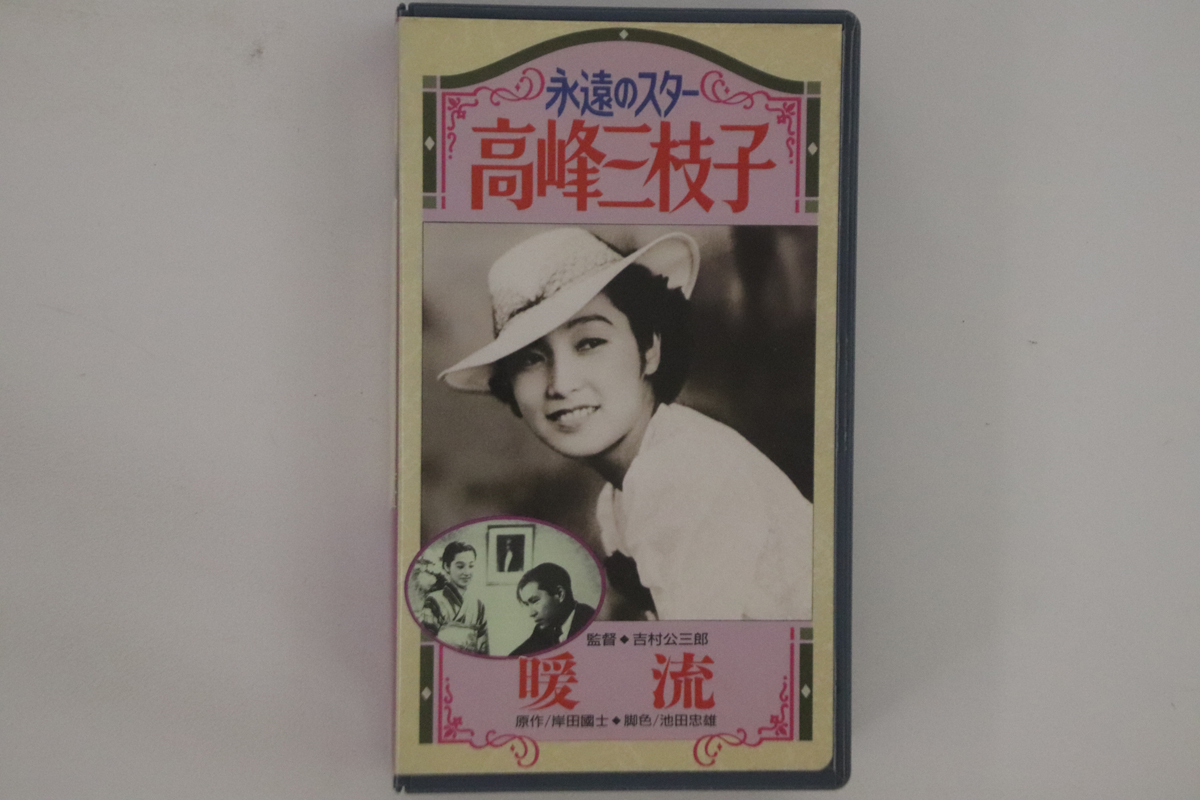 永遠のスター
高峰三枝子
監督◆吉村公三郎
暖 流
原作/岸田國士◆脚色/池田忠雄